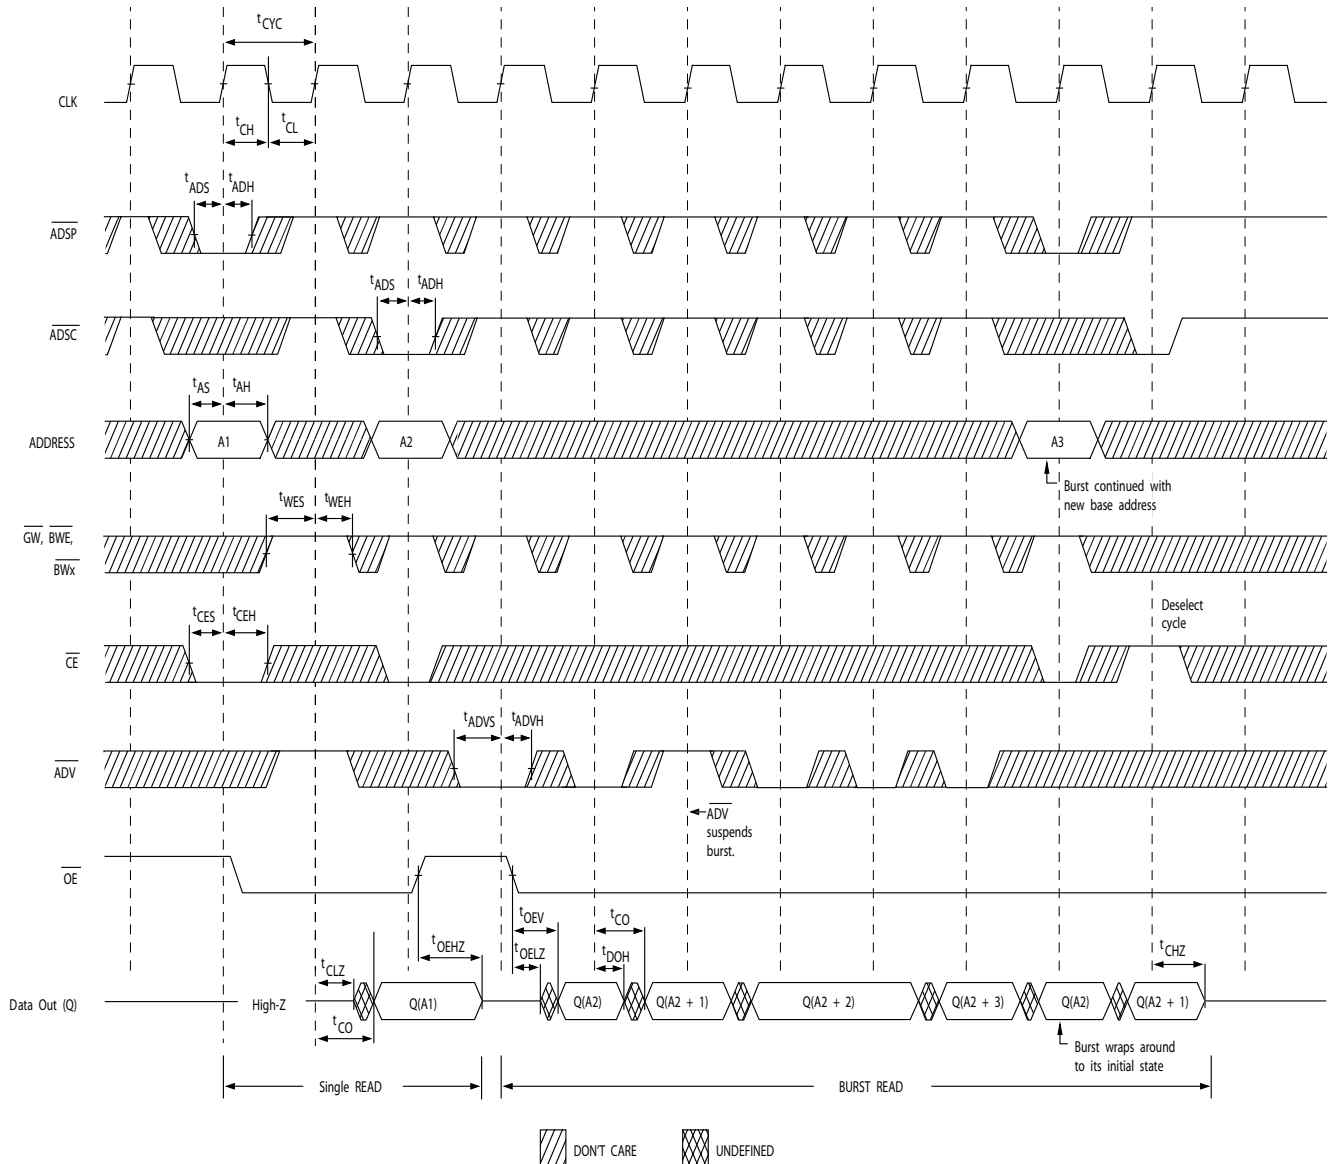 tCYC
CLK
tCH
tCL
tADS
tADH
ADSP
tADS
tADH
ADSC
tAS
tAH
ADDRESS
A1
A2
A3
Burst continued with
new base address
tWES
tWEH
GW, BWE,
BWx
tCES
tCEH
Deselect
cycle
CE
tADVS
tADVH
ADV
ADV
suspends
burst.
OE
tOEV
tCO
tOEHZ
tOELZ
tDOH
tCHZ
tCLZ
Data Out (Q)
High-Z
Q(A1)
Q(A2)
Q(A2 + 1)
Q(A2 + 2)
Q(A2 + 3)
Q(A2)
Q(A2 + 1)
tCO
Burst wraps around
to its initial state
Single READ
BURST READ
DON'T CARE
UNDEFINED